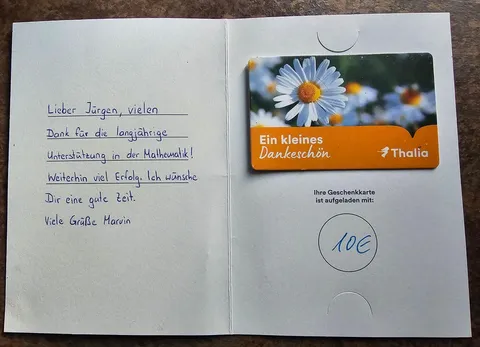 Lieber Jürgen, vielen
Dank für die langjährige
Unterstützung in der Mathematik!
Weiterhin viel Erfolg. Ich wünsche
Dir eine gute Zeit.
Viele Grüße Marvin
Ein kleines
Dankeschön
Thalia
Ihre Geschenkkarte
ist aufgeladen mit:
10€